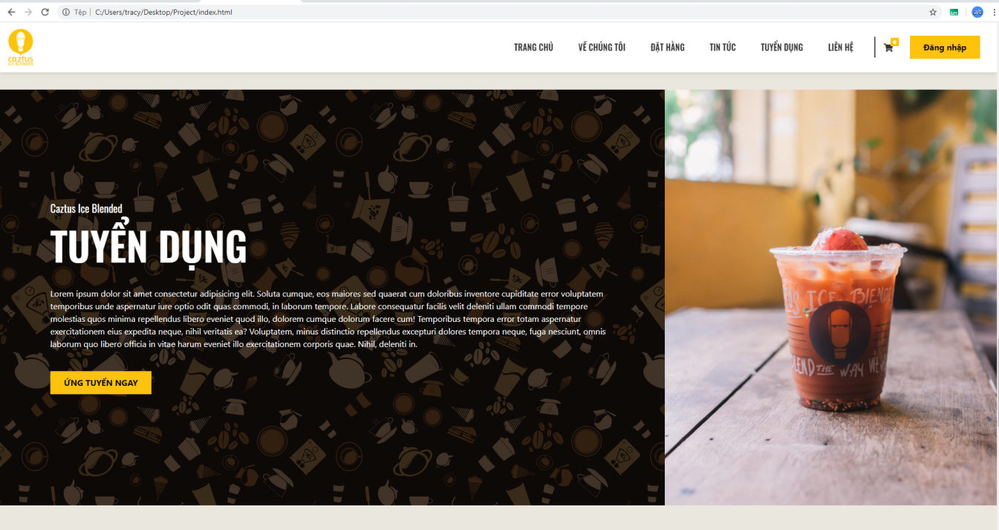 Tệp
C:/Users/tracy/Desktop/Project/index.html
caztus
ICE BLENDED
TRANG CHỦ
VỀ CHÚNG TÔI
ĐẶT HÀNG
TIN TỨC
TUYỂN DỤNG
LIÊN HỆ
0
Đăng nhập
Caztus Ice Blended
TUYỂN DỤNG
Lorem ipsum dolor sit amet consectetur adipisicing elit. Soluta cumque, eos maiores sed quaerat cum doloribus inventore cupiditate error voluptatem
temporibus unde aspernatur iure optio odit quas commodi, in laborum tempore. Labore consequatur facilis velit deleniti ullam commodi tempore
molestias quos minima repellendus libero eveniet quod illo, dolorem cumque dolorum facere cum! Temporibus tempora error totam aspernatur
exercitationem eius expedita neque, nihil veritatis ea? Voluptatem, minus distinctio repellendus excepturi dolores tempora neque, fuga nesciunt, omnis
laborum quo libero officia in vitae harum eveniet illo exercitationem corporis quae. Nihil, deleniti in.
ỨNG TUYỂN NGAY
ICE BLEND
BLEND THE WAY